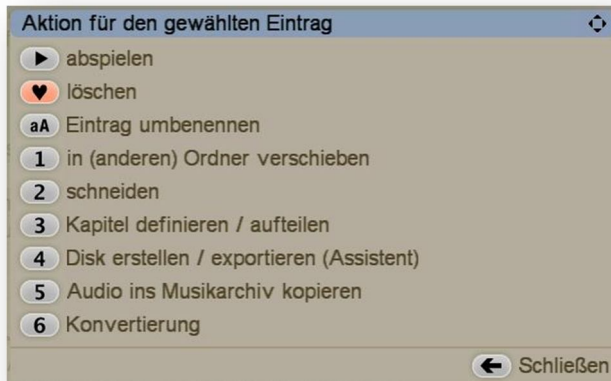 Aktion für den gewählten Eintrag
abspielen
löschen
aA Eintrag umbenennen
1 in (anderen) Ordner verschieben
2 schneiden
3 Kapitel definieren / aufteilen
4 Disk erstellen / exportieren (Assistent)
5 Audio ins Musikarchiv kopieren
6 Konvertierung
Schließen